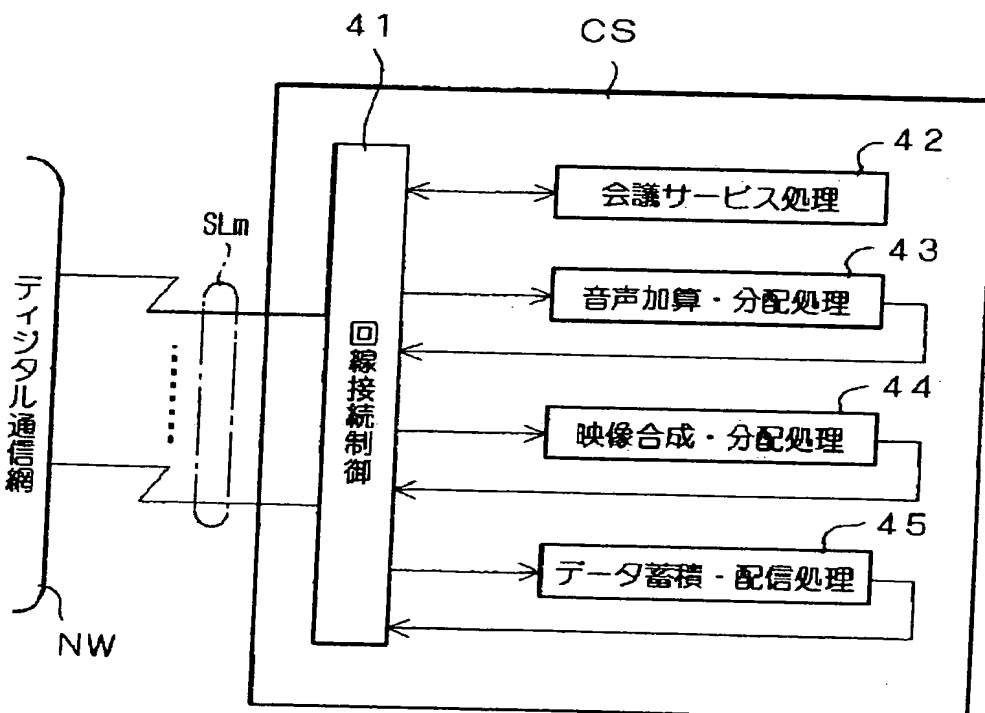 41
CS
42
会議サービス処理
SLm
43
音声加算・分配処理
ディジタル通信網
回線接続制御
44
映像合成・分配処理
45
データ蓄積・配信処理
NW